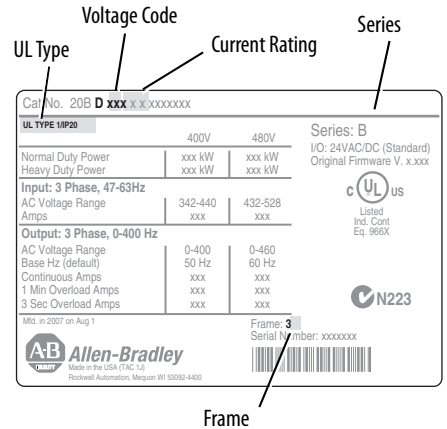 Voltage Code
Current Rating
Series
UL Type
Cat No. 20B D xxx x x xxxxxxx
UL TYPE 1/IP20
400V 480V
Series: B
I/O: 24VAC/DC (Standard)
Original Firmware V. x.xxx
Normal Duty Power xxx kW xxx kW
Heavy Duty Power xxx kW xxx kW
Input: 3 Phase, 47-63Hz
AC Voltage Range 342-440 432-528
Amps xxx xxx
C UL US
Listed
Ind. Cont
Eq. 966X
Output: 3 Phase, 0-400 Hz
AC Voltage Range 0-400 0-460
Base Hz (default) 50 Hz 60 Hz
Continuous Amps xxx xxx
1 Min Overload Amps xxx xxx
3 Sec Overload Amps xxx xxx
N223
Mfd. in 2007 on Aug 1
Frame: 3
Serial Number: xxxxxxx
A-B
QUALITY
Allen-Bradley
Made in the USA (TAC 1J)
Rockwell Automation, Mequon WI 53092-4400
Frame